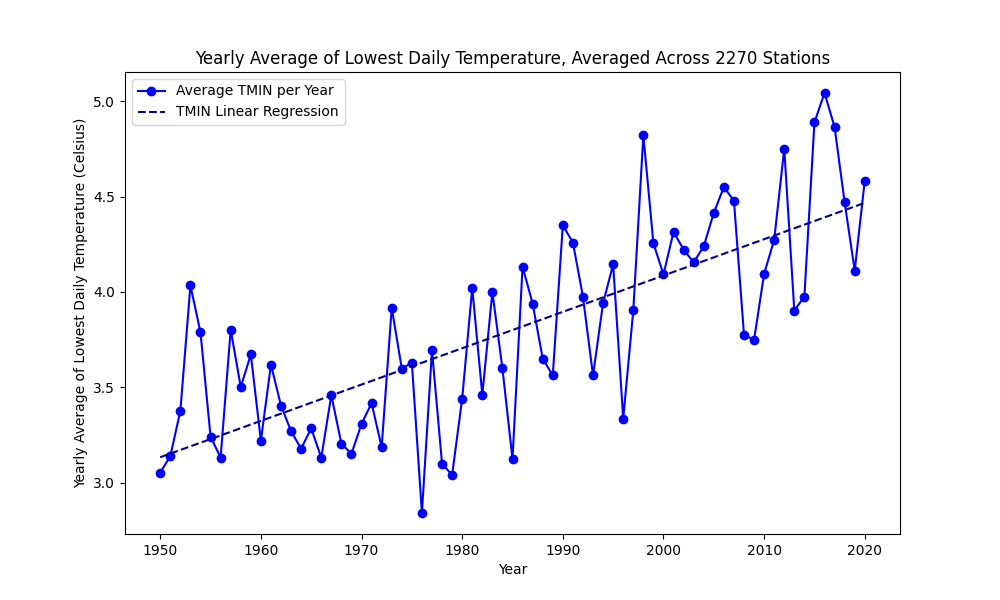 Yearly Average of Lowest Daily Temperature, Averaged Across 2270 Stations
Average TMIN per Year
TMIN Linear Regression
Yearly Average of Lowest Daily Temperature (Celsius)
5.0
4.5
4.0
3.5
3.0
1950 1960 1970 1980 1990 2000 2010 2020
Year